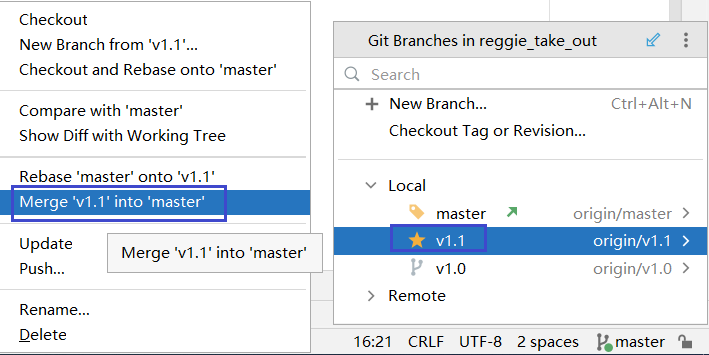 Checkout
New Branch from 'v1.1'...
Checkout and Rebase onto 'master'
Compare with 'master'
Show Diff with Working Tree
Rebase 'master' onto 'v1.1'
Merge 'v1.1' into 'master'
Update
Push...
Merge 'v1.1' into 'master'
Rename...
Delete
Git Branches in reggie_take_out
Search
New Branch... Ctrl+Alt+N
Checkout Tag or Revision...
Local
master origin/master
v1.1 origin/v1.1
v1.0 origin/v1.0
Remote
16:21 CRLF UTF-8 2 spaces master